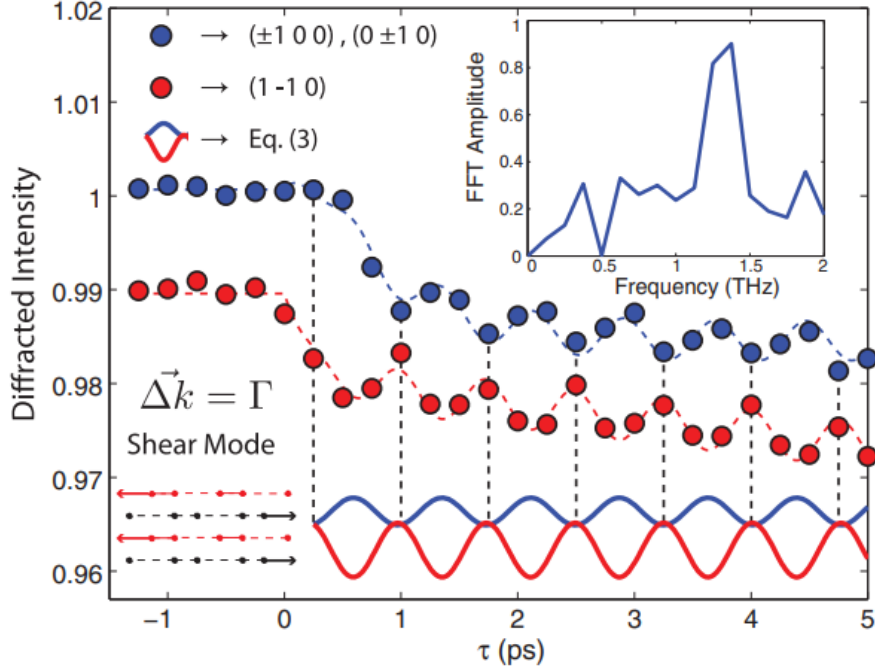 1.02
1.01
1
0.99
0.98
0.97
0.96
Diffracted Intensity
→ (±1 0 0) , (0 ±1 0)
→ (1 -1 0)
→ Eq. (3)
Δk⃗ = Γ
Shear Mode
−1 0 1 2 3 4 5
τ (ps)
1
0.8
0.6
0.4
0.2
0
FFT Amplitude
0 0.5 1 1.5 2
Frequency (THz)